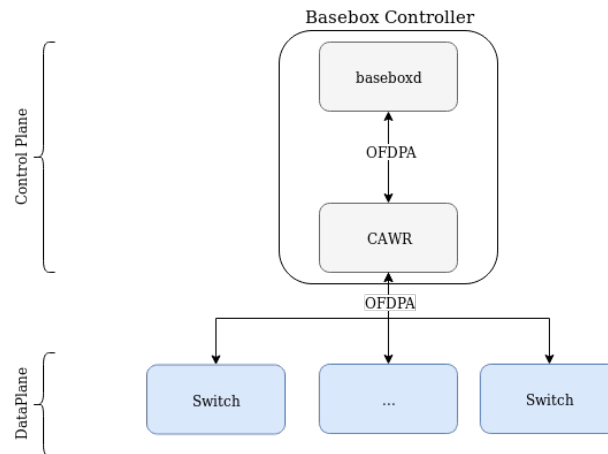 Basebox Controller
baseboxd
Control Plane
OFDPA
CAWR
OFDPA
DataPlane
Switch
...
Switch